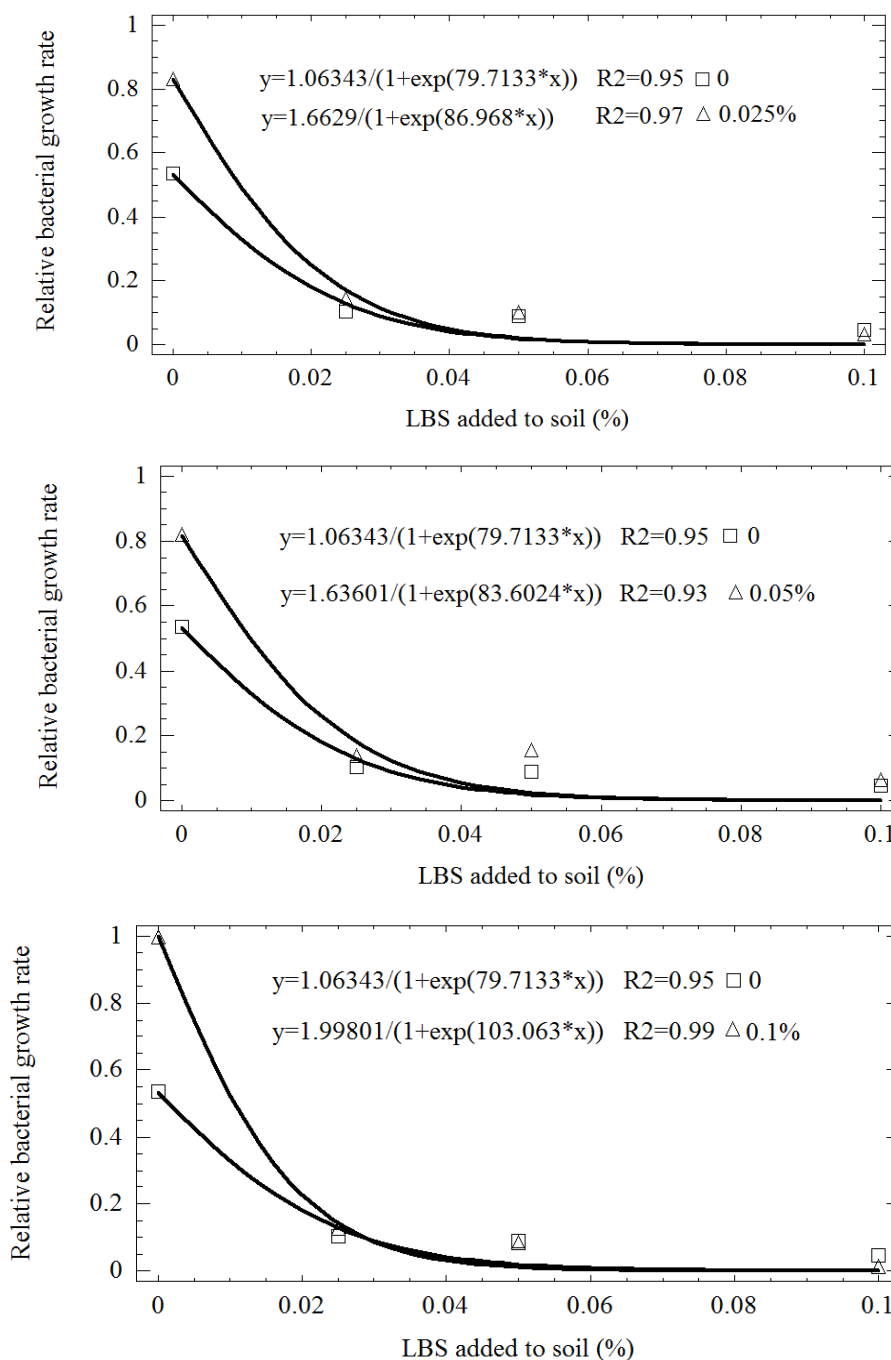 1
0.8
0.6
0.4
0.2
0
Relative bacterial growth rate
y=1.06343/(1+exp(79.7133*x)) R2=0.95 0
y=1.6629/(1+exp(86.968*x)) R2=0.97 0.025%
0 0.02 0.04 0.06 0.08 0.1
LBS added to soil (%)
1
0.8
0.6
0.4
0.2
0
Relative bacterial growth rate
y=1.06343/(1+exp(79.7133*x)) R2=0.95 0
y=1.63601/(1+exp(83.6024*x)) R2=0.93 0.05%
0 0.02 0.04 0.06 0.08 0.1
LBS added to soil (%)
1
0.8
0.6
0.4
0.2
0
Relative bacterial growth rate
y=1.06343/(1+exp(79.7133*x)) R2=0.95 0
y=1.99801/(1+exp(103.063*x)) R2=0.99 0.1%
0 0.02 0.04 0.06 0.08 0.1
LBS added to soil (%)